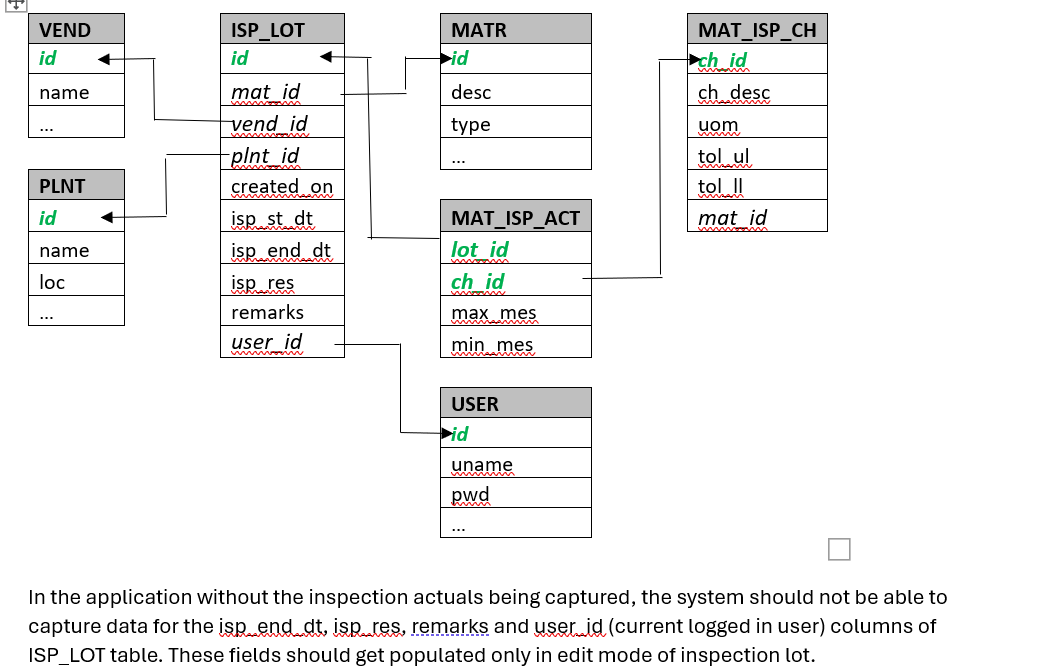 VEND
id
name
...
PLNT
id
name
loc
...
ISP_LOT
id
mat_id
vend_id
plnt_id
created_on
isp_st_dt
isp_end_dt
isp_res
remarks
user_id
MATR
id
desc
type
...
MAT_ISP_ACT
lot_id
ch_id
max_mes
min_mes
USER
id
uname
pwd
...
MAT_ISP_CH
ch_id
ch_desc
uom
tol_ul
tol_ll
mat_id
In the application without the inspection actuals being captured, the system should not be able to
capture data for the isp_end_dt, isp_res, remarks and user_id (current logged in user) columns of
ISP_LOT table. These fields should get populated only in edit mode of inspection lot.